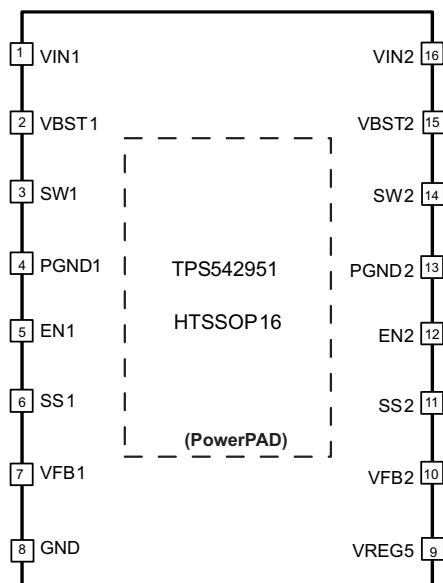 1 VIN1 VIN2 16
2 VBST1 VBST2 15
3 SW1 SW2 14
4 PGND1 PGND2 13
TPS542951
5 EN1 EN2 12
HTSSOP16
6 SS1 SS2 11
(PowerPAD)
7 VFB1 VFB2 10
8 GND VREG5 9